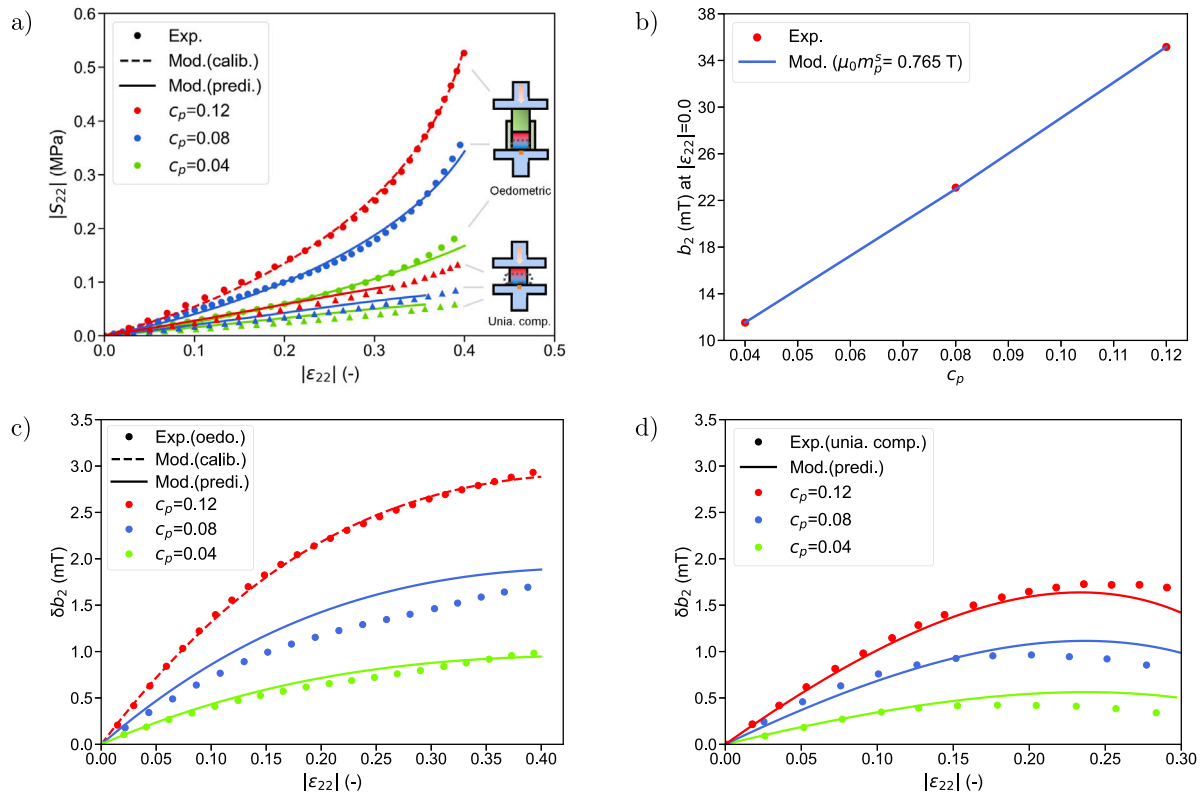 a)
Exp.
Mod.(calib.)
Mod.(predi.)
cₚ=0.12
cₚ=0.08
cₚ=0.04
Oedometric
Unia. comp.
|S₂₂| (MPa)
0.6
0.5
0.4
0.3
0.2
0.1
0.0
0.0 0.1 0.2 0.3 0.4 0.5
|ε₂₂| (-)
b)
Exp.
Mod. (μ₀mₚˢ= 0.765 T)
b₂ (mT) at |ε₂₂|=0.0
38
34
30
26
22
18
14
10
0.04 0.05 0.06 0.07 0.08 0.09 0.10 0.11 0.12
cₚ
c)
Exp.(oedo.)
Mod.(calib.)
Mod.(predi.)
cₚ=0.12
cₚ=0.08
cₚ=0.04
δb₂ (mT)
3.5
3.0
2.5
2.0
1.5
1.0
0.5
0.0
0.00 0.05 0.10 0.15 0.20 0.25 0.30 0.35 0.40
|ε₂₂| (-)
d)
Exp.(unia. comp.)
Mod.(predi.)
cₚ=0.12
cₚ=0.08
cₚ=0.04
δb₂ (mT)
3.5
3.0
2.5
2.0
1.5
1.0
0.5
0.0
0.00 0.05 0.10 0.15 0.20 0.25 0.30
|ε₂₂| (-)